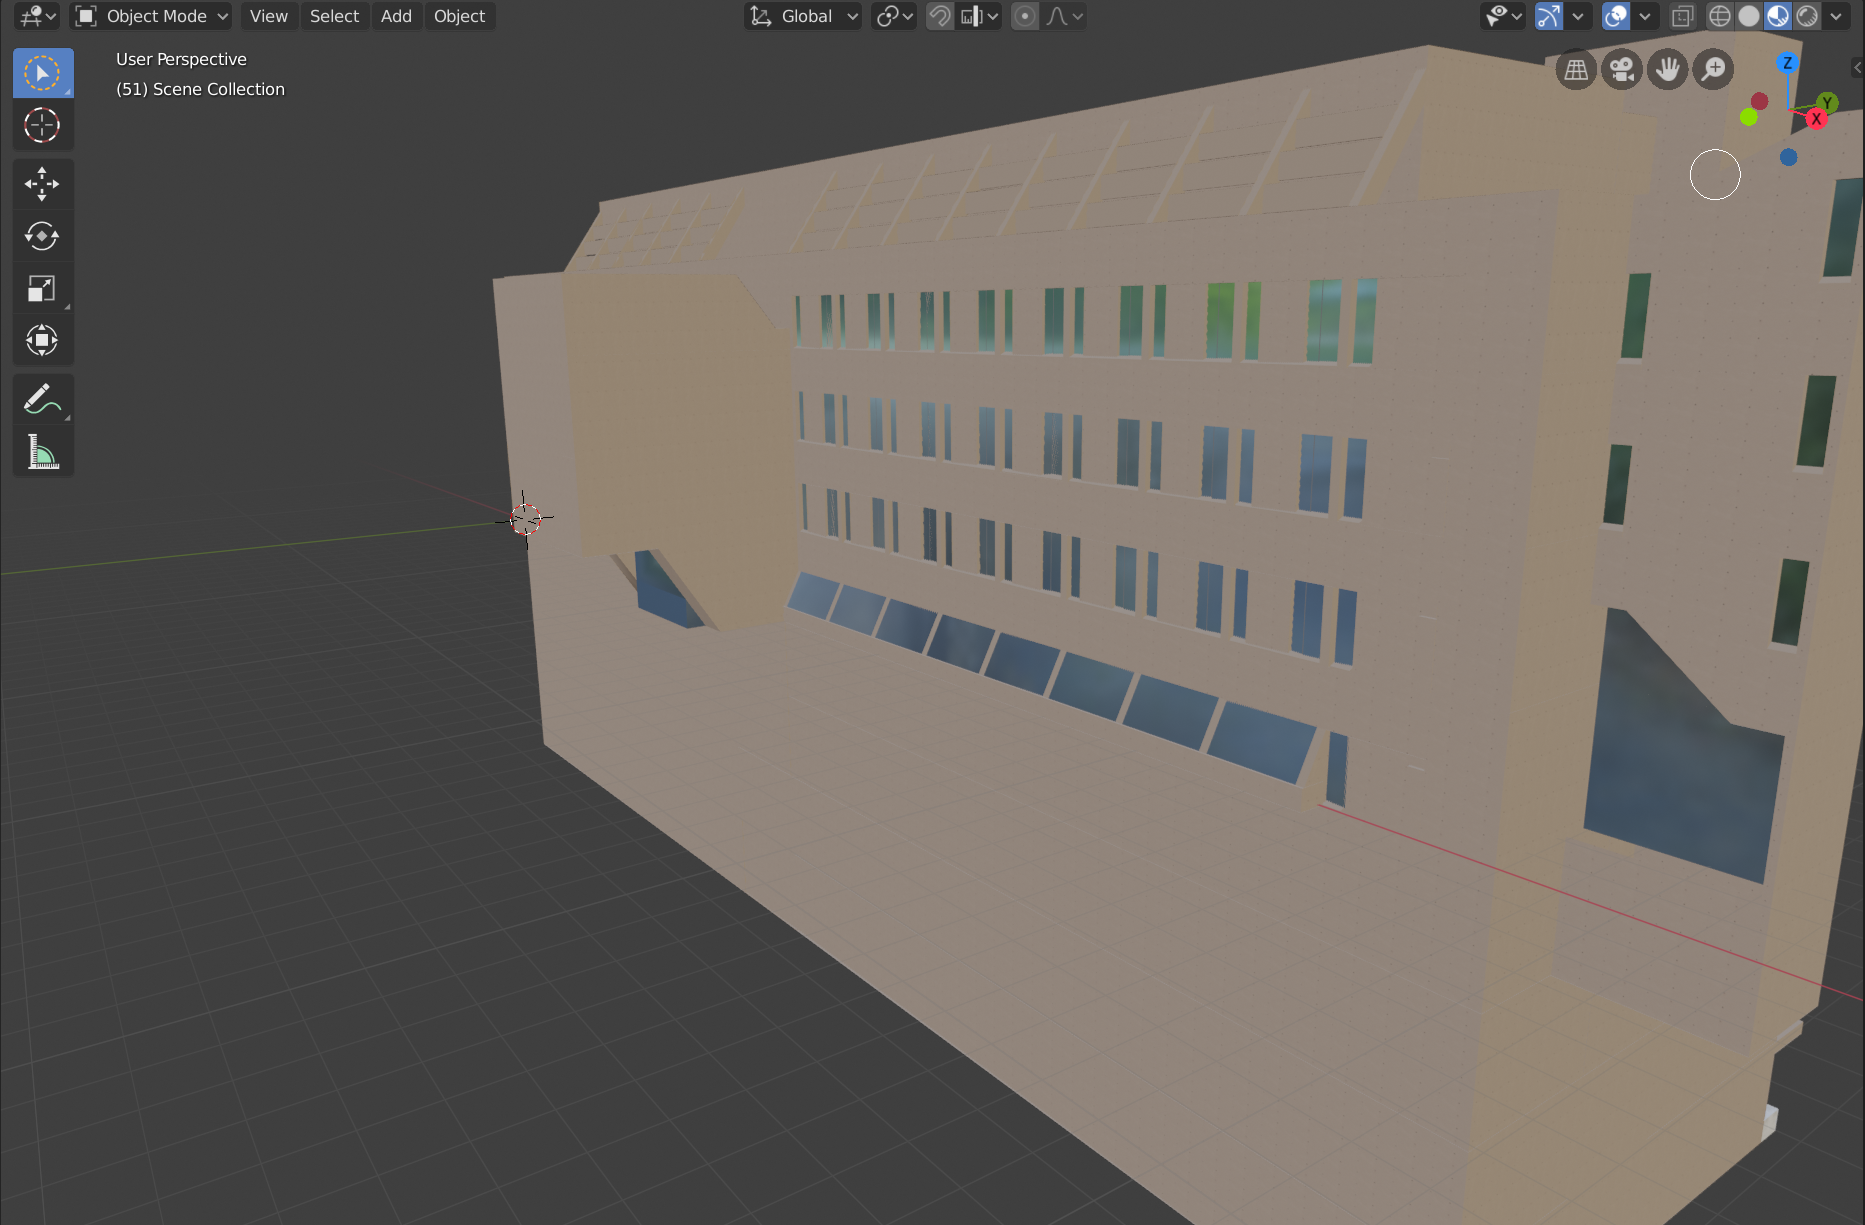 Object Mode View Select Add Object Global
User Perspective
(51) Scene Collection
Z
Y
X